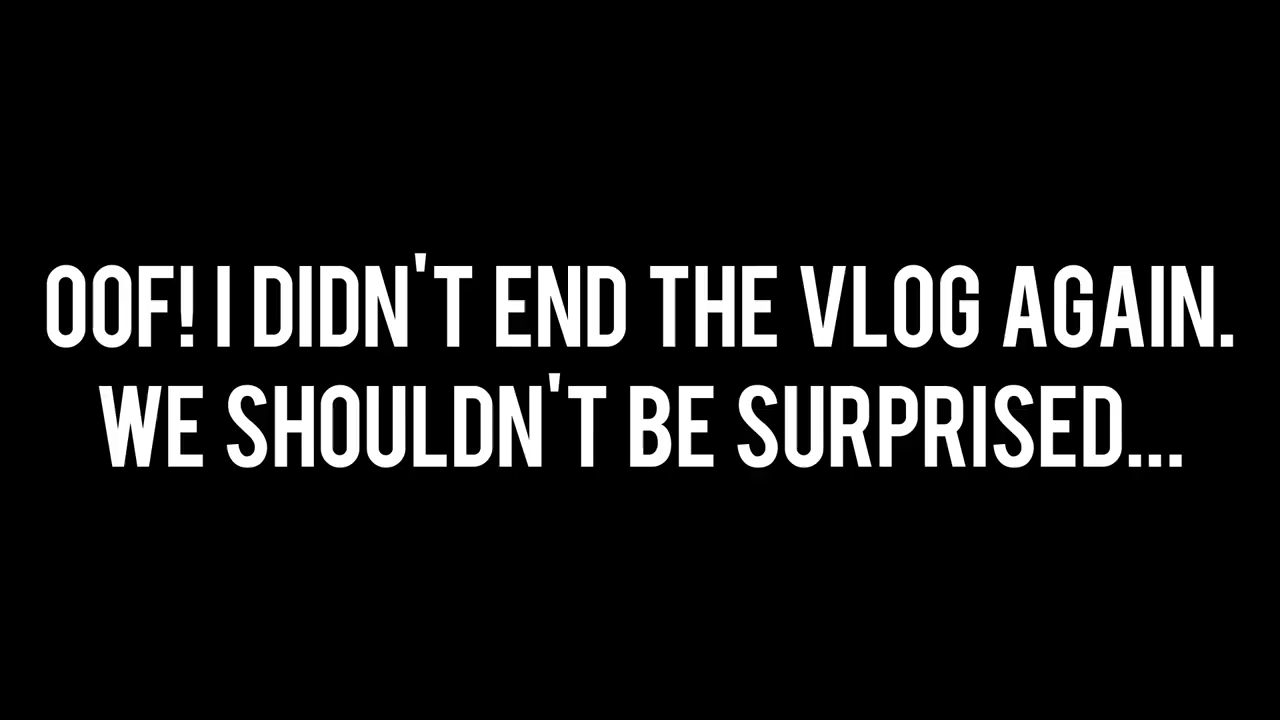 OOF! I DIDN'T END THE VLOG AGAIN.
WE SHOULDN'T BE SURPRISED...